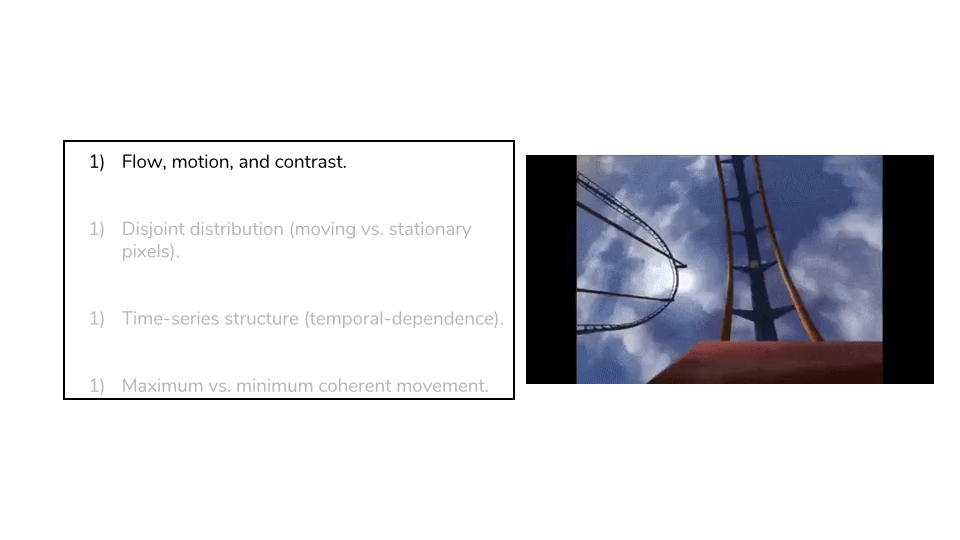 1) Flow, motion, and contrast.
1) Disjoint distribution (moving vs. stationary
pixels).
1) Time-series structure (temporal-dependence).
1) Maximum vs. minimum coherent movement.